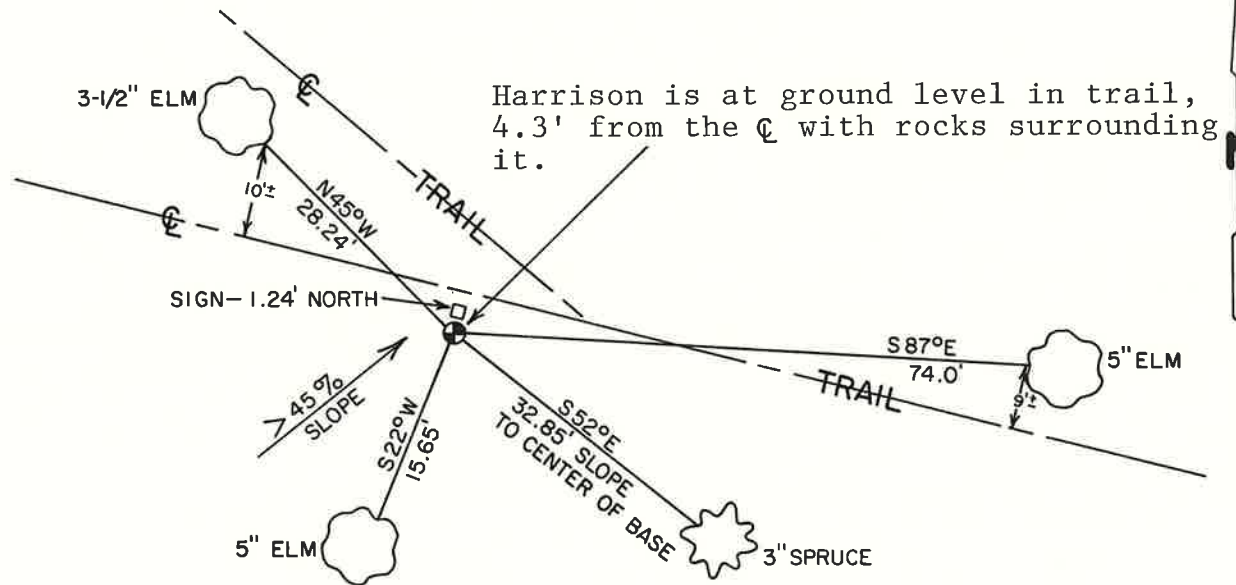 3-1/2" ELM
℄
Harrison is at ground level in trail,
4.3' from the ℄ with rocks surrounding
it.
10'±
N45°W
28.24'
TRAIL
℄
SIGN-1.24' NORTH
S87°E
74.0'
5" ELM
TRAIL
9'±
> 45%
SLOPE
S22°W
15.65'
S52°E
32.85' SLOPE
TO CENTER OF BASE
5" ELM
3" SPRUCE